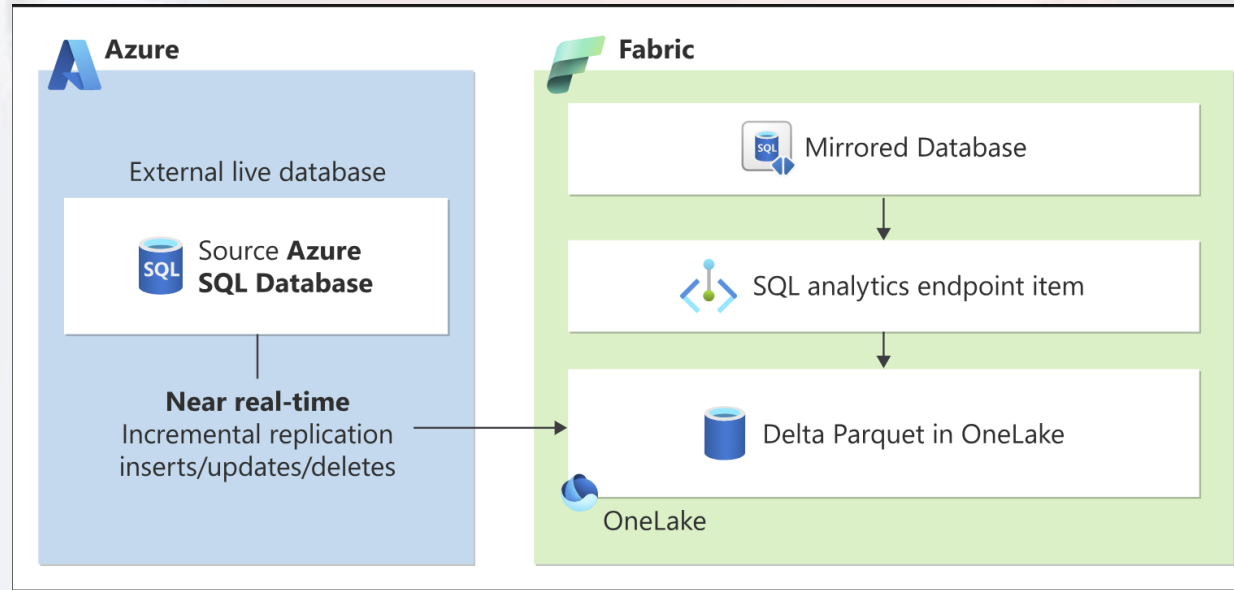 Azure
External live database
SQL
Source Azure
SQL Database
Near real-time
Incremental replication
inserts/updates/deletes
Fabric
SQL
Mirrored Database
SQL analytics endpoint item
Delta Parquet in OneLake
OneLake